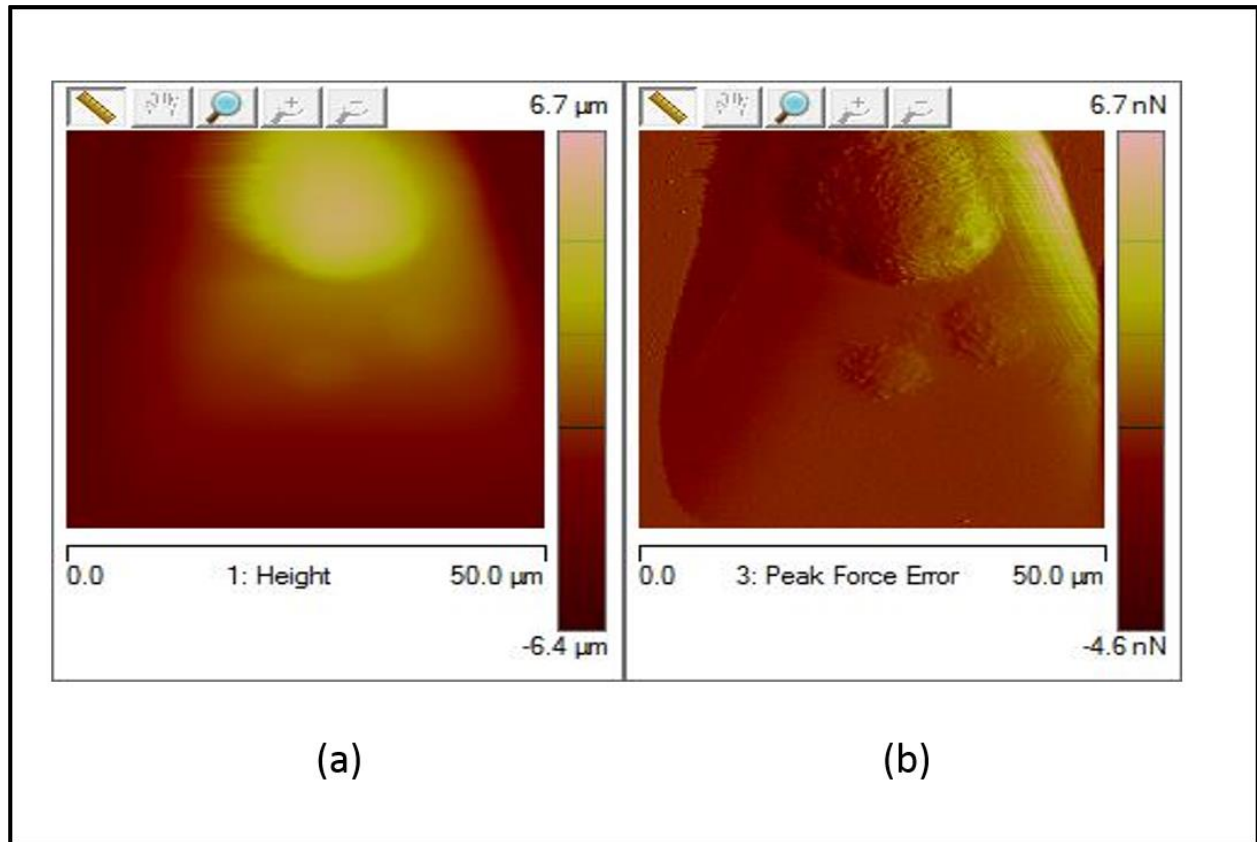 6.7 µm
-6.4 µm
0.0 1: Height 50.0 µm
6.7 nN
-4.6 nN
0.0 3: Peak Force Error 50.0 µm
(a)
(b)